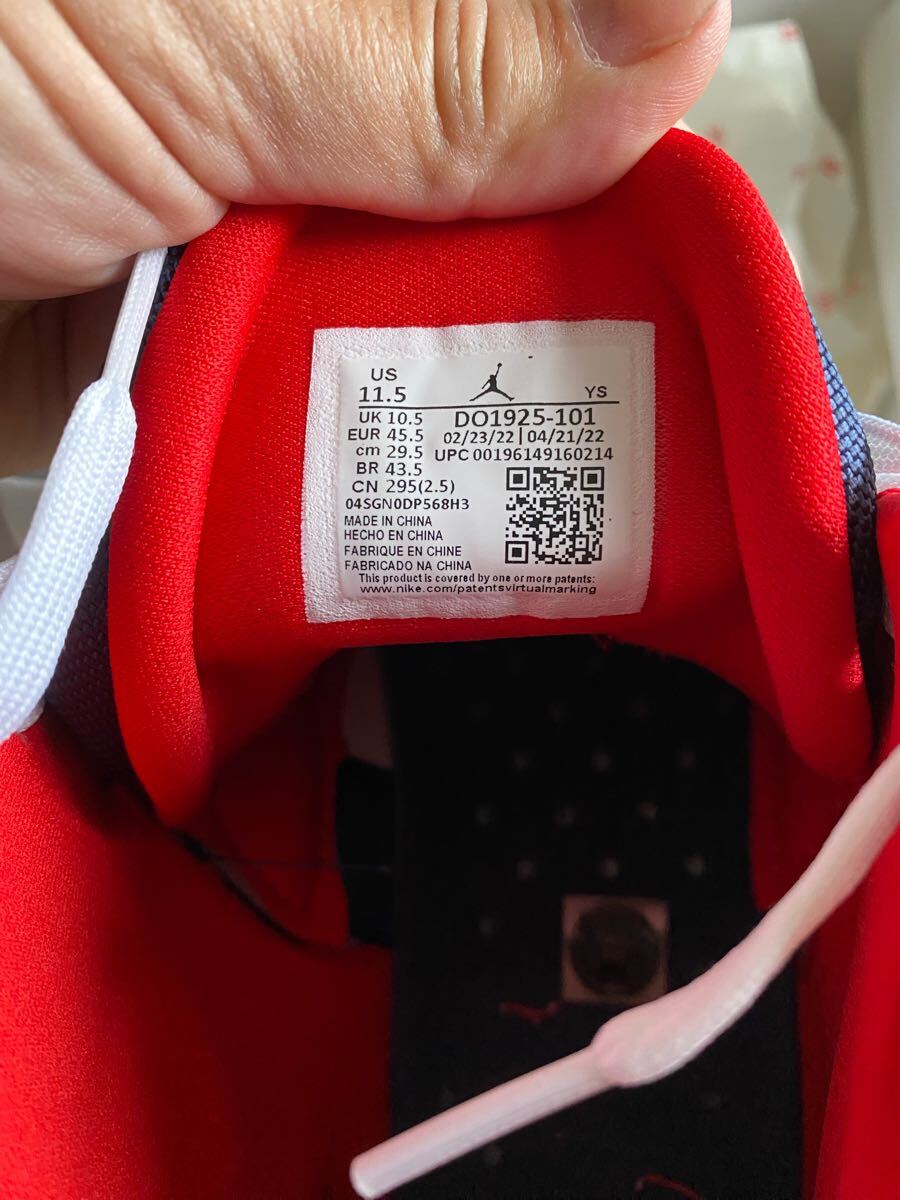 US
11.5 YS
UK 10.5 DO1925-101
EUR 45.5 02/23/22 | 04/21/22
cm 29.5 UPC 00196149160214
BR 43.5
CN 295(2.5)
04SGN0DP568H3
MADE IN CHINA
HECHO EN CHINA
FABRIQUE EN CHINE
FABRICADO NA CHINA
This product is covered by one or more patents:
www.nike.com/patentsvirtualmarking